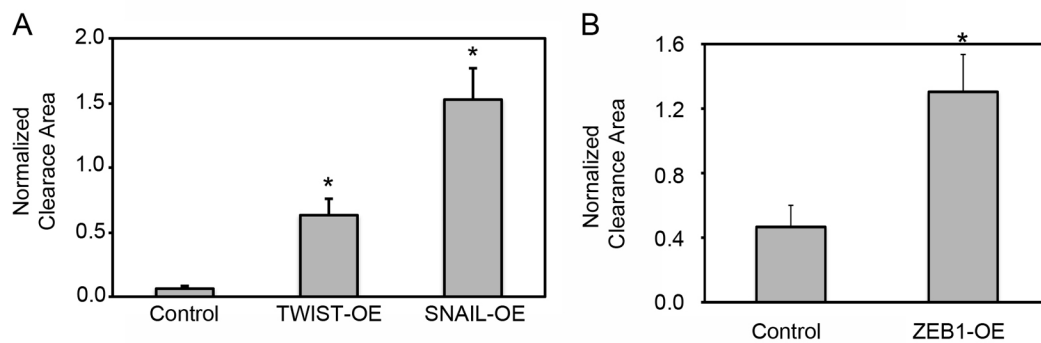 A
Normalized
Clearace Area
2.0
1.5
1.0
0.5
0.0
*
*
Control TWIST-OE SNAIL-OE
B
Nornalized
Clearance Area
1.6
1.2
0.8
0.4
0.0
*
Control ZEB1-OE